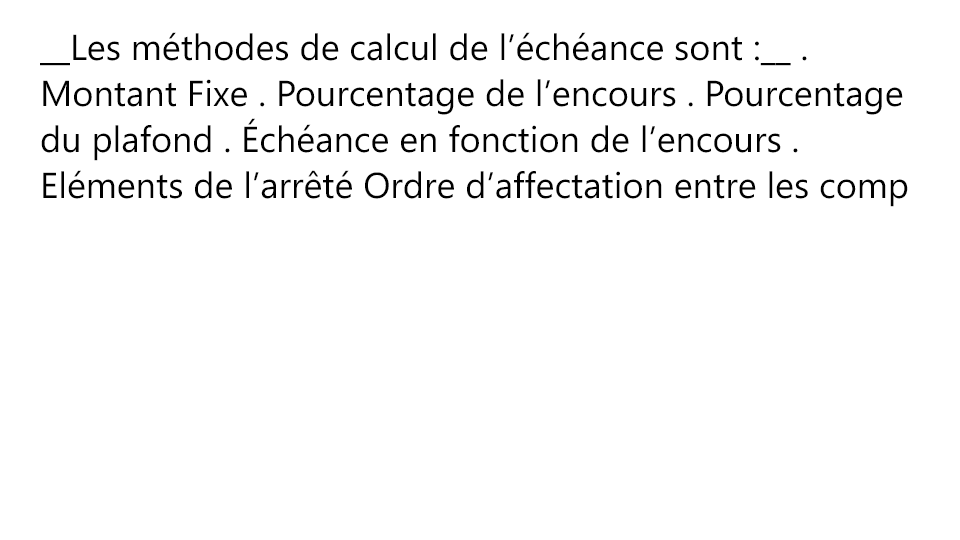 __Les méthodes de calcul de l’échéance sont :__ .
Montant Fixe . Pourcentage de l’encours . Pourcentage
du plafond . Échéance en fonction de l’encours .
Eléments de l’arrêté Ordre d’affectation entre les comp